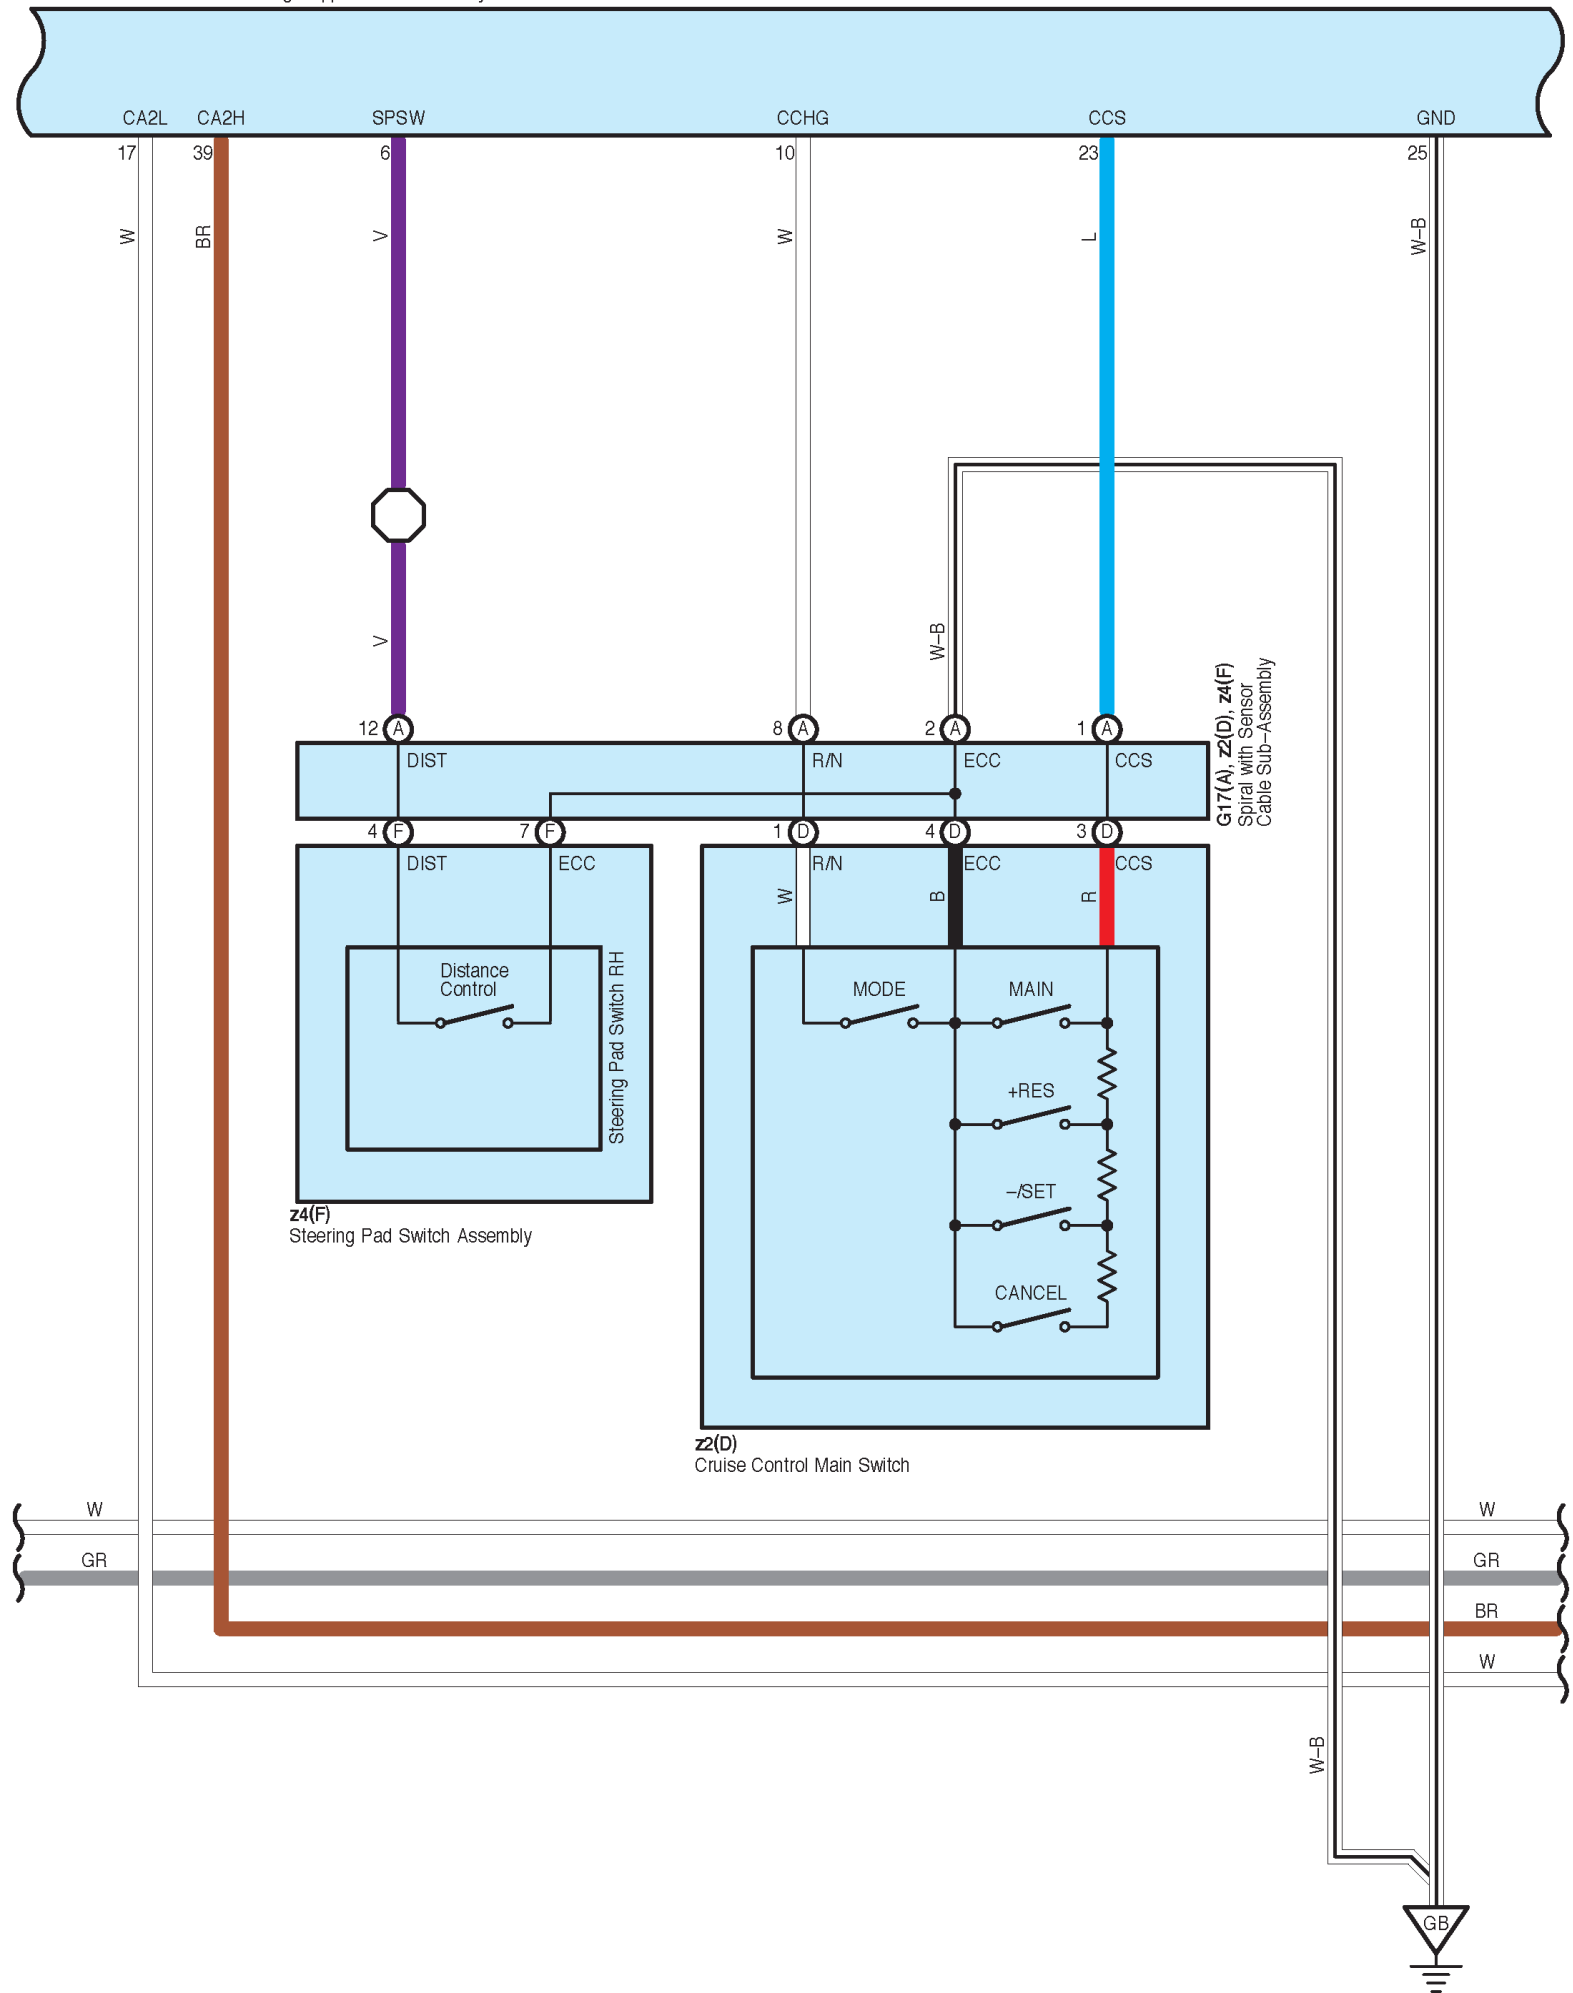 CA2L CA2H SPSW CCHG CCS GND
17 39 6 10 23 25
W BR V W L W–B
V W–B
12 A 8 A 2 A 1 A
DIST R/N ECC CCS
G17(A), z2(D), z4(F)
Spiral with Sensor
Cable Sub–Assembly
4 F 7 F 1 D 4 D 3 D
DIST ECC R/N ECC CCS
W B R
Distance
Control
Steering Pad Switch RH
MODE MAIN
+RES
–/SET
CANCEL
z4(F)
Steering Pad Switch Assembly
z2(D)
Cruise Control Main Switch
W W
GR GR
BR
W
W–B
GB